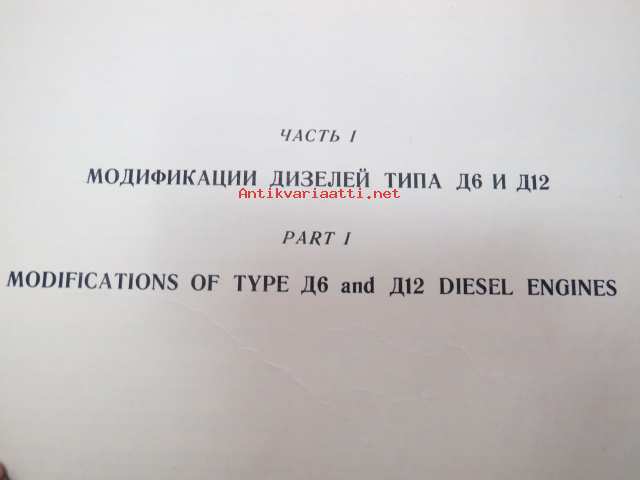 ЧАСТЬ I
МОДИФИКАЦИИ ДИЗЕЛЕЙ ТИПА Д6 И Д12
Antikvariaatti.net
PART I
MODIFICATIONS OF TYPE Д6 and Д12 DIESEL ENGINES